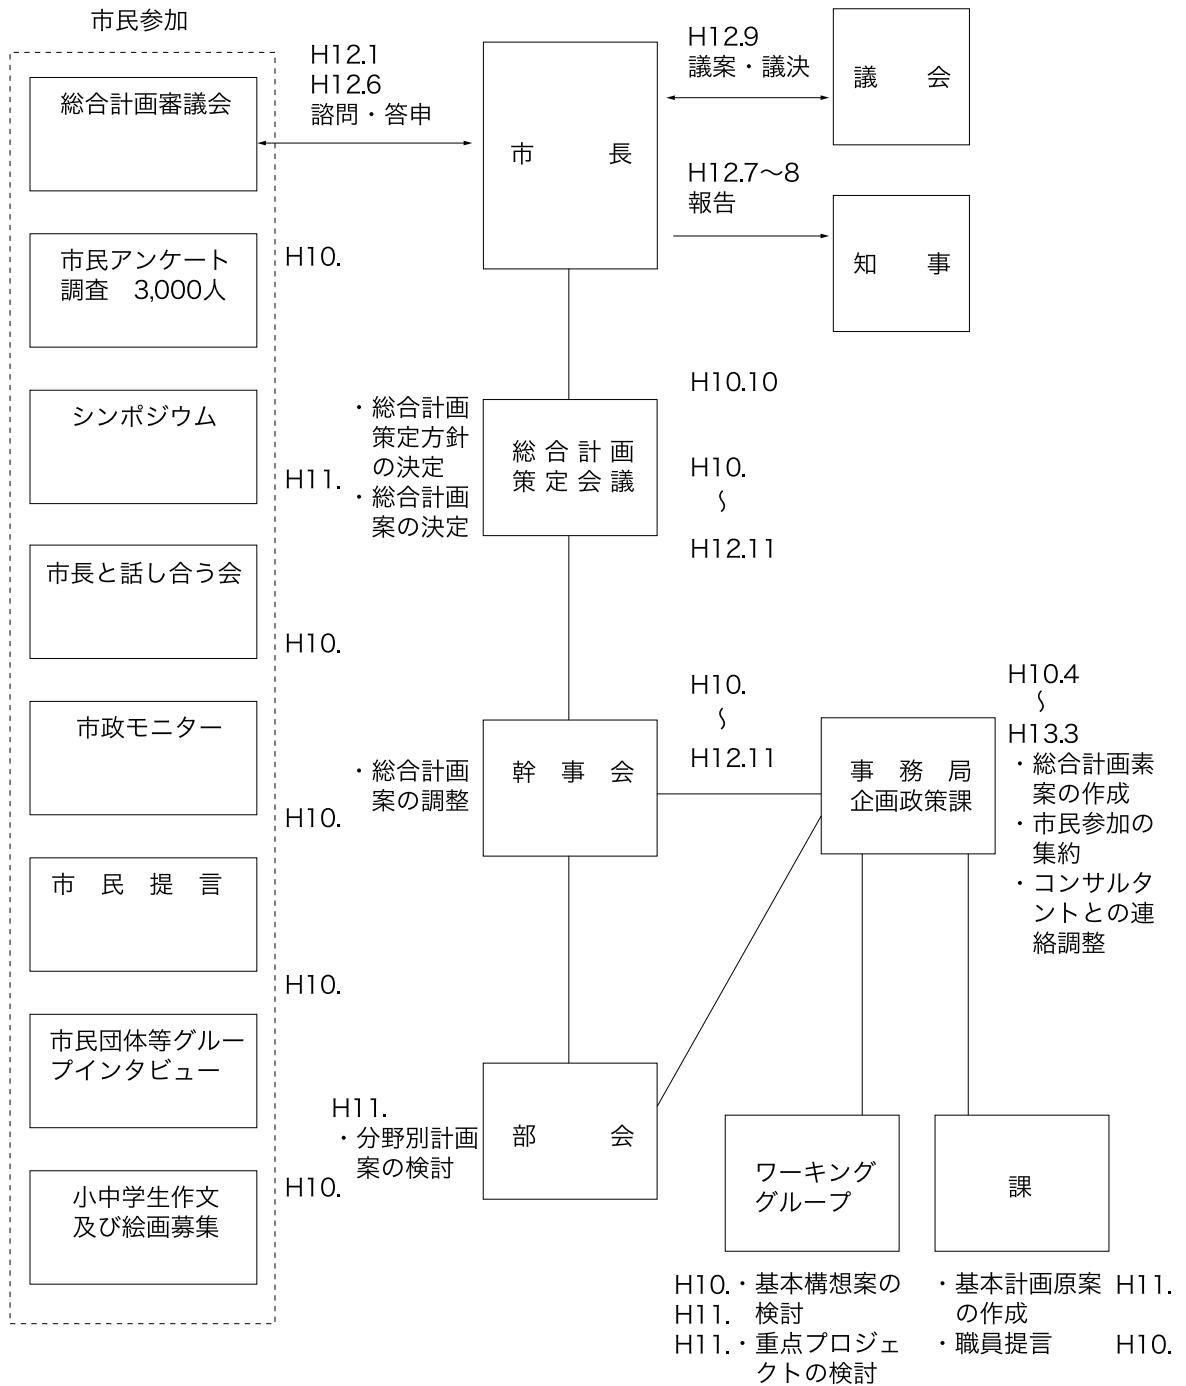 市民参加
総合計画審議会
H12.1
H12.6
諮問・答申
市　長
H12.9
議案・議決
議　会
H12.7～8
報告
知　事
市民アンケート
調査　3,000人
H10.
シンポジウム
H11.
・総合計画
策定方針
の決定
・総合計画
案の決定
総合計画
策定会議
H10.10
H10.
～
H12.11
市長と話し合う会
H10.
市政モニター
H10.
・総合計画
案の調整
幹事会
H10.
～
H12.11
事務局
企画政策課
H10.4
～
H13.3
・総合計画素
案の作成
・市民参加の
集約
・コンサルタ
ントとの連
絡調整
市民提言
H10.
市民団体等グルー
プインタビュー
H11.
・分野別計画
案の検討
部　会
小中学生作文
及び絵画募集
H10.
ワーキング
グループ
H10.・基本構想案の
H11.　検討
H11.・重点プロジェ
クトの検討
課
・基本計画原案　H11.
の作成
・職員提言　H10.